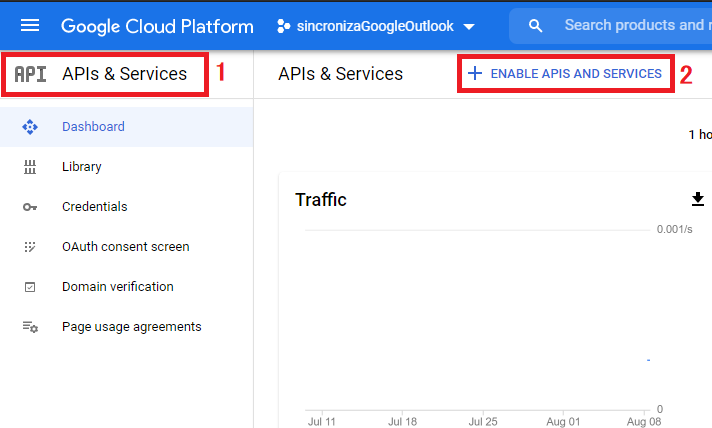 Google Cloud Platform
sincronizaGoogleOutlook
Search products and r
API APIs & Services 1
APIs & Services
+ ENABLE APIS AND SERVICES 2
Dashboard
Library
Credentials
OAuth consent screen
Domain verification
Page usage agreements
1 ho
Traffic
0.001/s
0
Jul 11 Jul 18 Jul 25 Aug 01 Aug 08